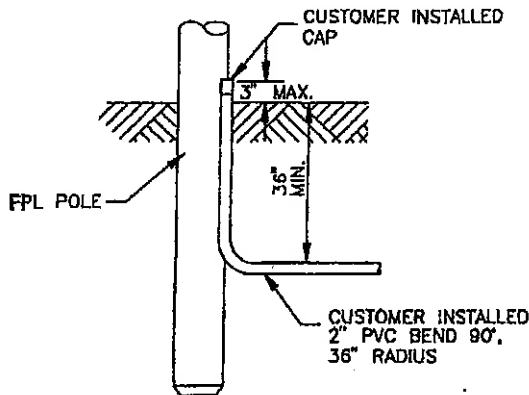 CUSTOMER INSTALLED
CAP
3" MAX.
36"
MIN.
FPL POLE
CUSTOMER INSTALLED
2" PVC BEND 90°,
36" RADIUS